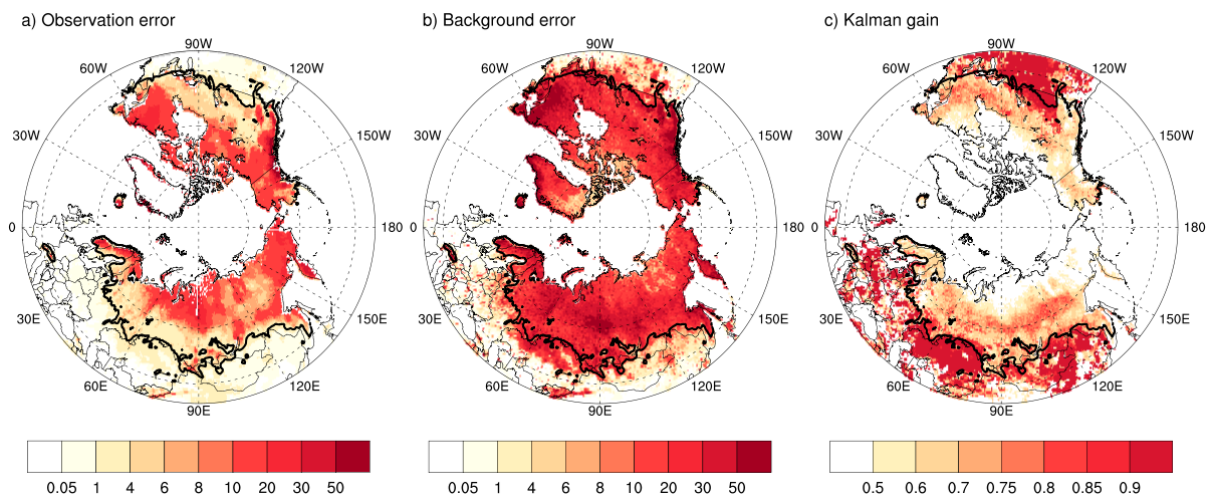 a) Observation error
b) Background error
c) Kalman gain
90W
60W
120W
30W
150W
0
180
30E
150E
60E
120E
90E
90W
60W
120W
30W
150W
0
180
30E
150E
60E
120E
90E
90W
60W
120W
30W
150W
0
180
30E
150E
60E
120E
90E
0.05 1 4 6 8 10 20 30 50
0.05 1 4 6 8 10 20 30 50
0.5 0.6 0.7 0.75 0.8 0.85 0.9